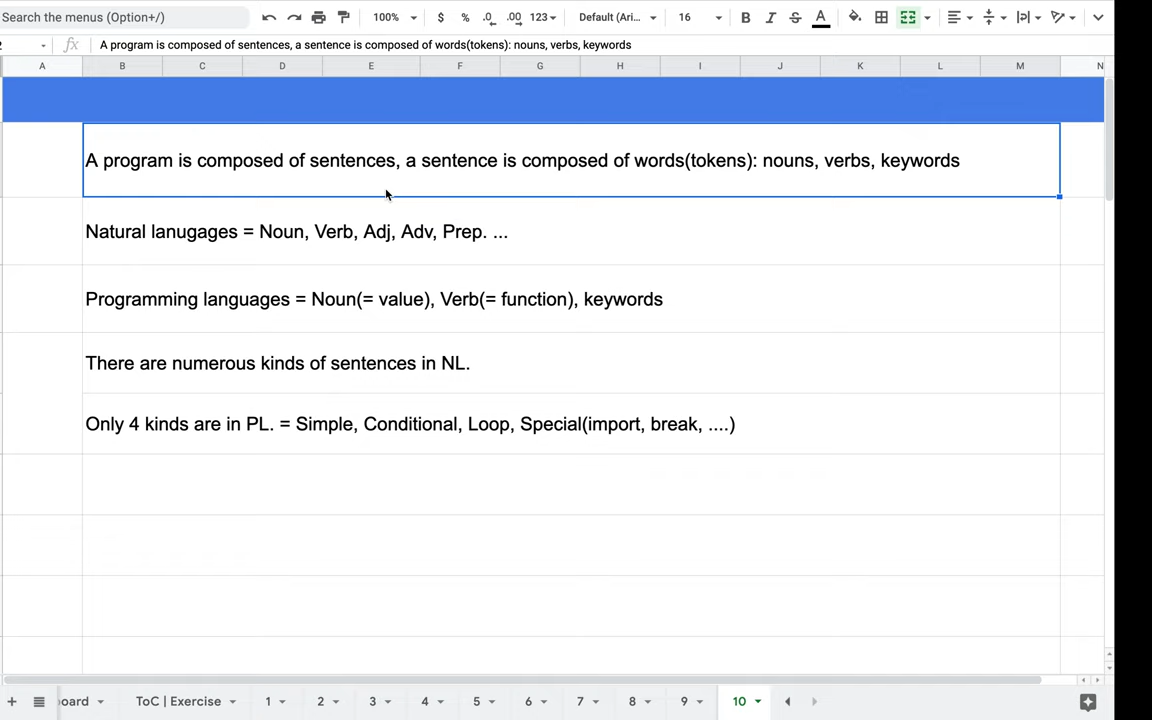 Search the menus (Option+/)
100%
$
%
.0
.00
123
Default (Ari...
16
B
I
S
A
fx
A program is composed of sentences, a sentence is composed of words(tokens): nouns, verbs, keywords
A B C D E F G H I J K L M N
A program is composed of sentences, a sentence is composed of words(tokens): nouns, verbs, keywords
Natural lanugages = Noun, Verb, Adj, Adv, Prep. ...
Programming languages = Noun(= value), Verb(= function), keywords
There are numerous kinds of sentences in NL.
Only 4 kinds are in PL. = Simple, Conditional, Loop, Special(import, break, ....)
oard
ToC | Exercise
1
2
3
4
5
6
7
8
9
10